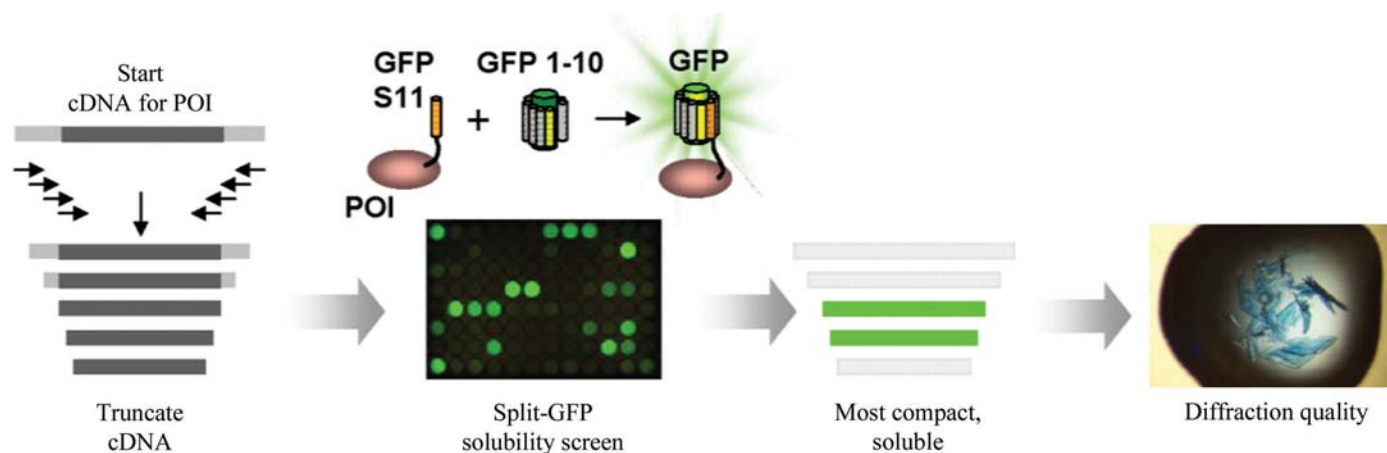 Start
cDNA for POI
GFP
S11
GFP 1-10
GFP
+
POI
Truncate
cDNA
Split-GFP
solubility screen
Most compact,
soluble
Diffraction quality